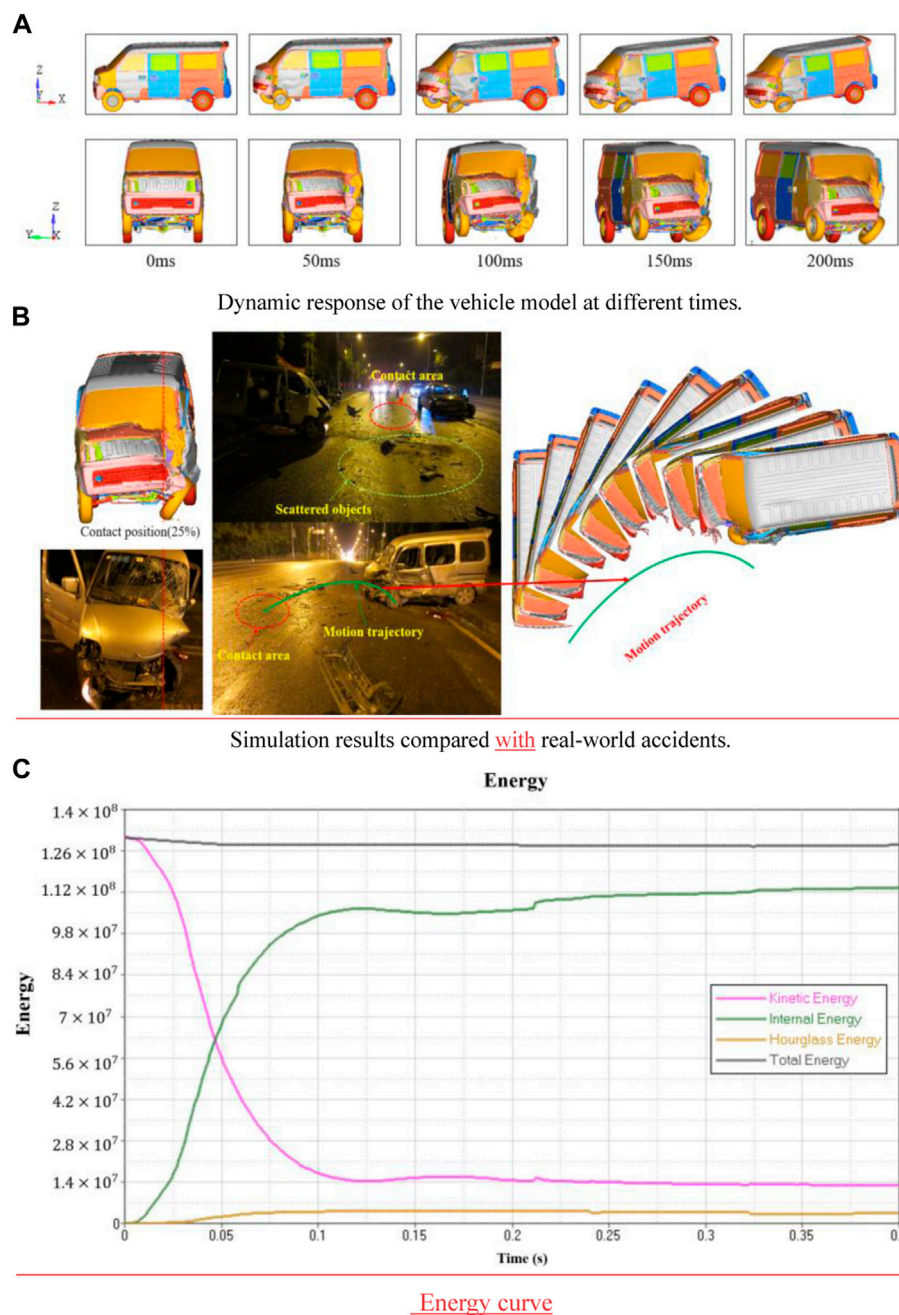 A
Z
Y
X
Z
Y
X
0ms
50ms
100ms
150ms
200ms
Dynamic response of the vehicle model at different times.
B
Contact area
Scattered objects
Contact position(25%)
Motion trajectory
Contact area
Motion trajectory
Simulation results compared with real-world accidents.
C
Energy
1.4 × 10⁸
1.26 × 10⁸
1.12 × 10⁸
9.8 × 10⁷
8.4 × 10⁷
7 × 10⁷
5.6 × 10⁷
4.2 × 10⁷
2.8 × 10⁷
1.4 × 10⁷
0
Energy
Kinetic Energy
Internal Energy
Hourglass Energy
Total Energy
0 0.05 0.1 0.15 0.2 0.25 0.3 0.35
Time (s)
Energy curve